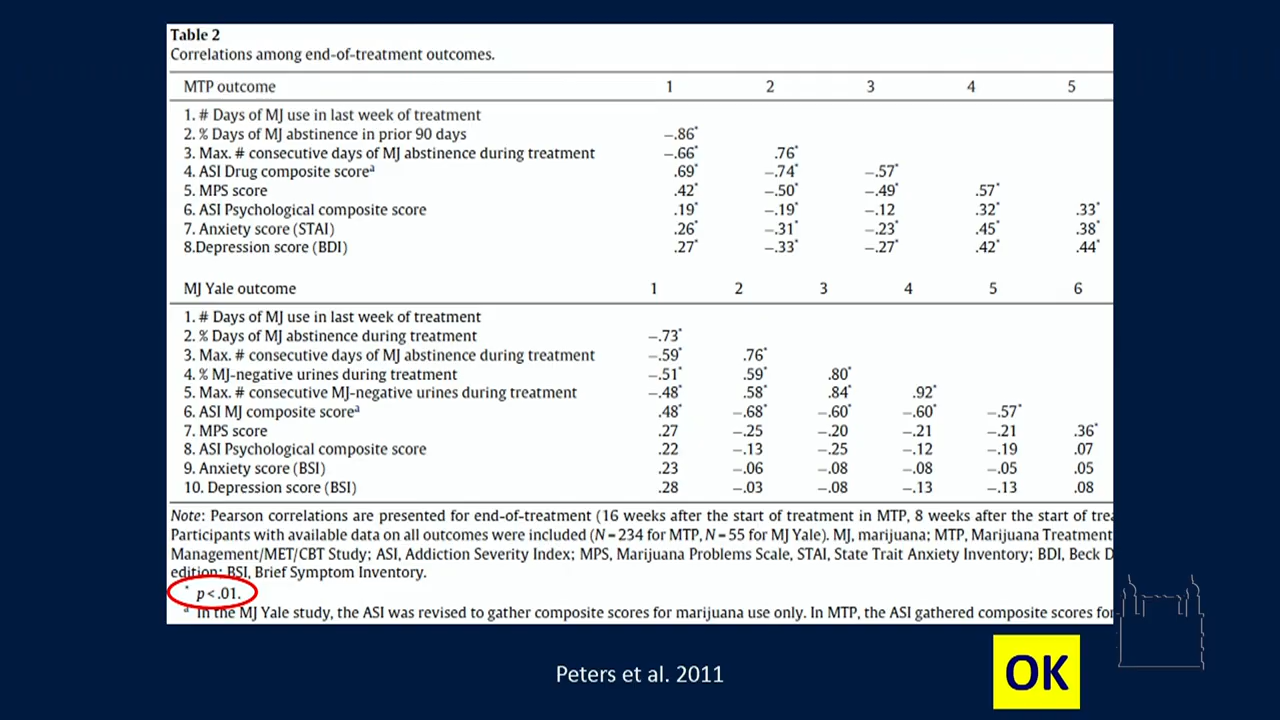 Table 2
Correlations among end-of-treatment outcomes.
MTP outcome 1 2 3 4 5
1. # Days of MJ use in last week of treatment
2. % Days of MJ abstinence in prior 90 days −.86*
3. Max. # consecutive days of MJ abstinence during treatment −.66* .76*
4. ASI Drug composite scoreª .69* −.74* −.57*
5. MPS score .42* −.50* −.49* .57*
6. ASI Psychological composite score .19* −.19* −.12 .32* .33*
7. Anxiety score (STAI) .26* −.31* −.23* .45* .38*
8.Depression score (BDI) .27* −.33* −.27* .42* .44*
MJ Yale outcome 1 2 3 4 5 6
1. # Days of MJ use in last week of treatment
2. % Days of MJ abstinence during treatment −.73*
3. Max. # consecutive days of MJ abstinence during treatment −.59* .76*
4. % MJ-negative urines during treatment −.51* .59* .80*
5. Max. # consecutive MJ-negative urines during treatment −.48* .58* .84* .92*
6. ASI MJ composite scoreª .48* −.68* −.60* −.60* −.57*
7. MPS score .27 −.25 −.20 −.21 −.21 .36*
8. ASI Psychological composite score .22 −.13 −.25 −.12 −.19 .07
9. Anxiety score (BSI) .23 −.06 −.08 −.08 −.05 .05
10. Depression score (BSI) .28 −.03 −.08 −.13 −.13 .08
Note: Pearson correlations are presented for end-of-treatment (16 weeks after the start of treatment in MTP, 8 weeks after the start of trea
Participants with available data on all outcomes were included (N = 234 for MTP, N = 55 for MJ Yale). MJ, marijuana; MTP, Marijuana Treatment
Management/MET/CBT Study; ASI, Addiction Severity Index; MPS, Marijuana Problems Scale, STAI, State Trait Anxiety Inventory; BDI, Beck D
edition; BSI, Brief Symptom Inventory.
* p < .01.
ª In the MJ Yale study, the ASI was revised to gather composite scores for marijuana use only. In MTP, the ASI gathered composite scores for
Peters et al. 2011
OK